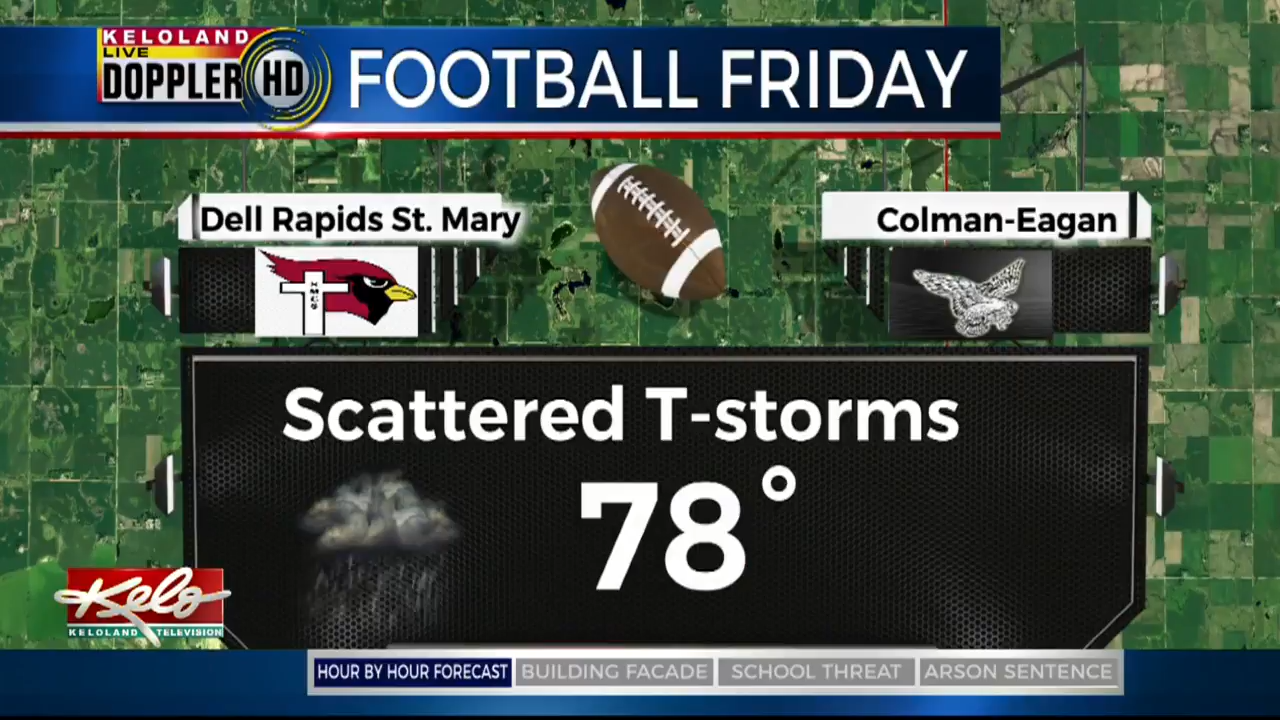 KELOLAND
LIVE
DOPPLER HD
FOOTBALL FRIDAY
Dell Rapids St. Mary
Colman-Eagan
Scattered T-storms
78°
Kelo
KELOLAND TELEVISION
HOUR BY HOUR FORECAST
BUILDING FACADE
SCHOOL THREAT
ARSON SENTENCE